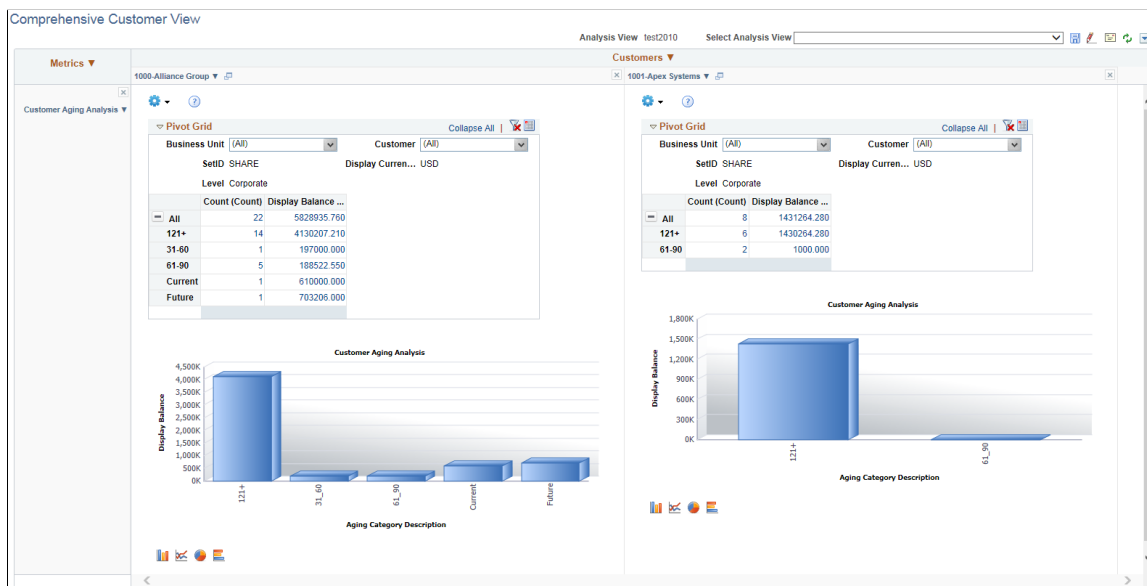 Comprehensive Customer View
Analysis View test2010 Select Analysis View
Metrics ▼ Customers ▼
1000-Alliance Group ▼
1001-Apex Systems ▼
Customer Aging Analysis ▼
Pivot Grid Collapse All |
Business Unit (All) Customer (All)
SetID SHARE Display Curren... USD
Level Corporate
Count (Count) Display Balance ...
All 22 5828935.760
121+ 14 4130207.210
31-60 1 197000.000
61-90 5 188522.550
Current 1 610000.000
Future 1 703206.000
Customer Aging Analysis
4,500K
4,000K
3,500K
3,000K
2,500K
2,000K
1,500K
1,000K
500K
0K
Display Balance
121+ 31_60 61_90 Current Future
Aging Category Description
Pivot Grid Collapse All |
Business Unit (All) Customer (All)
SetID SHARE Display Curren... USD
Level Corporate
Count (Count) Display Balance ...
All 8 1431264.280
121+ 6 1430264.280
61-90 2 1000.000
Customer Aging Analysis
1,800K
1,500K
1,200K
900K
600K
300K
0K
Display Balance
121+ 61_90
Aging Category Description